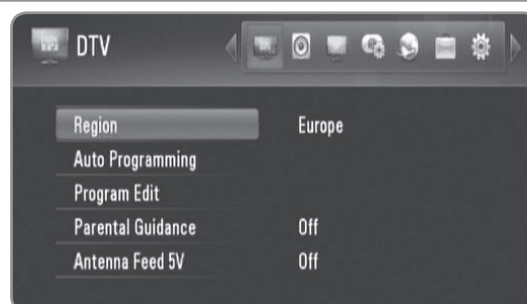 DTV
Region Europe
Auto Programming
Program Edit
Parental Guidance Off
Antenna Feed 5V Off